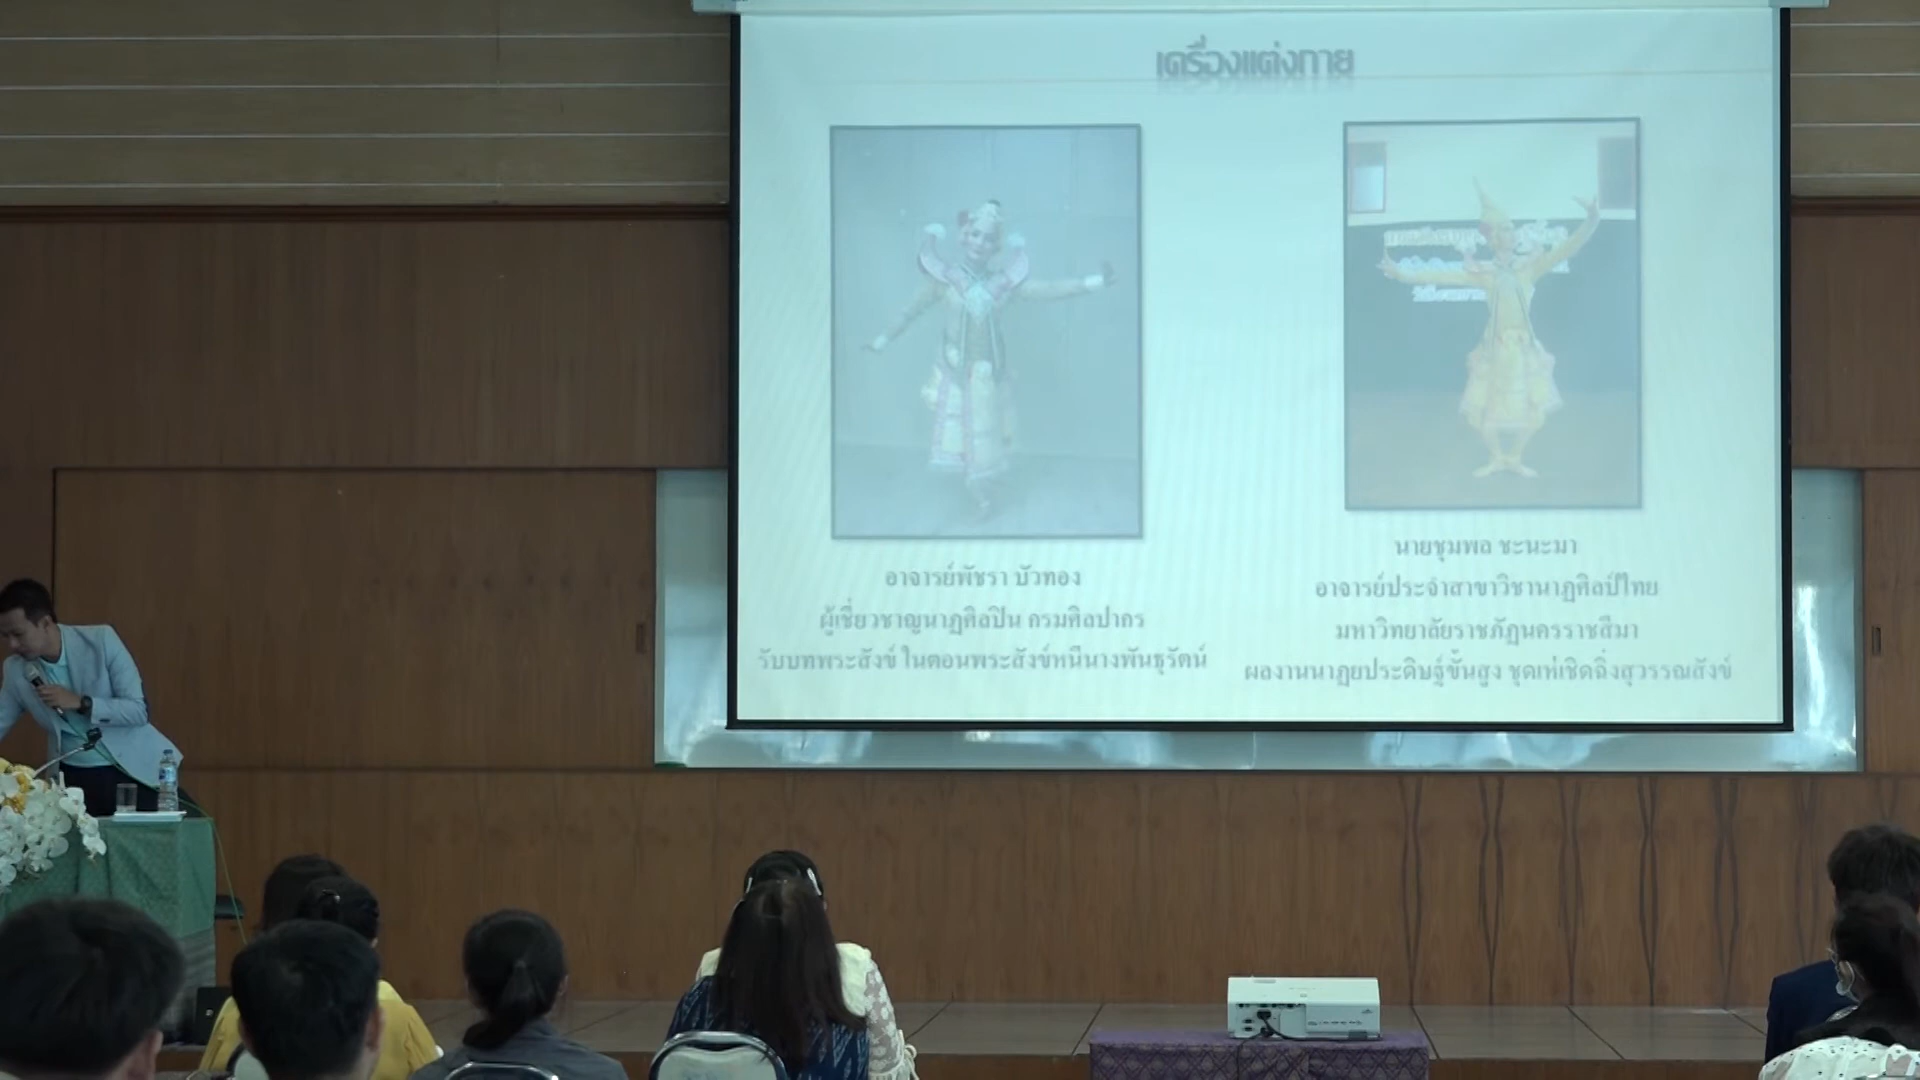 เครื่องแต่งกาย
อาจารย์พัชรา บัวทอง
ผู้เชี่ยวชาญนาฏศิลปิน กรมศิลปากร
รับบทพระสังข์ ในตอนพระสังข์หนีนางพันธุรัตน์
นายชุมพล ชะนะมา
อาจารย์ประจำสาขาวิชานาฏศิลป์ไทย
มหาวิทยาลัยราชภัฏนครราชสีมา
ผลงานนาฏยประดิษฐ์ขั้นสูง ชุดเท่เชิดฉิ่งสุวรรณสังข์